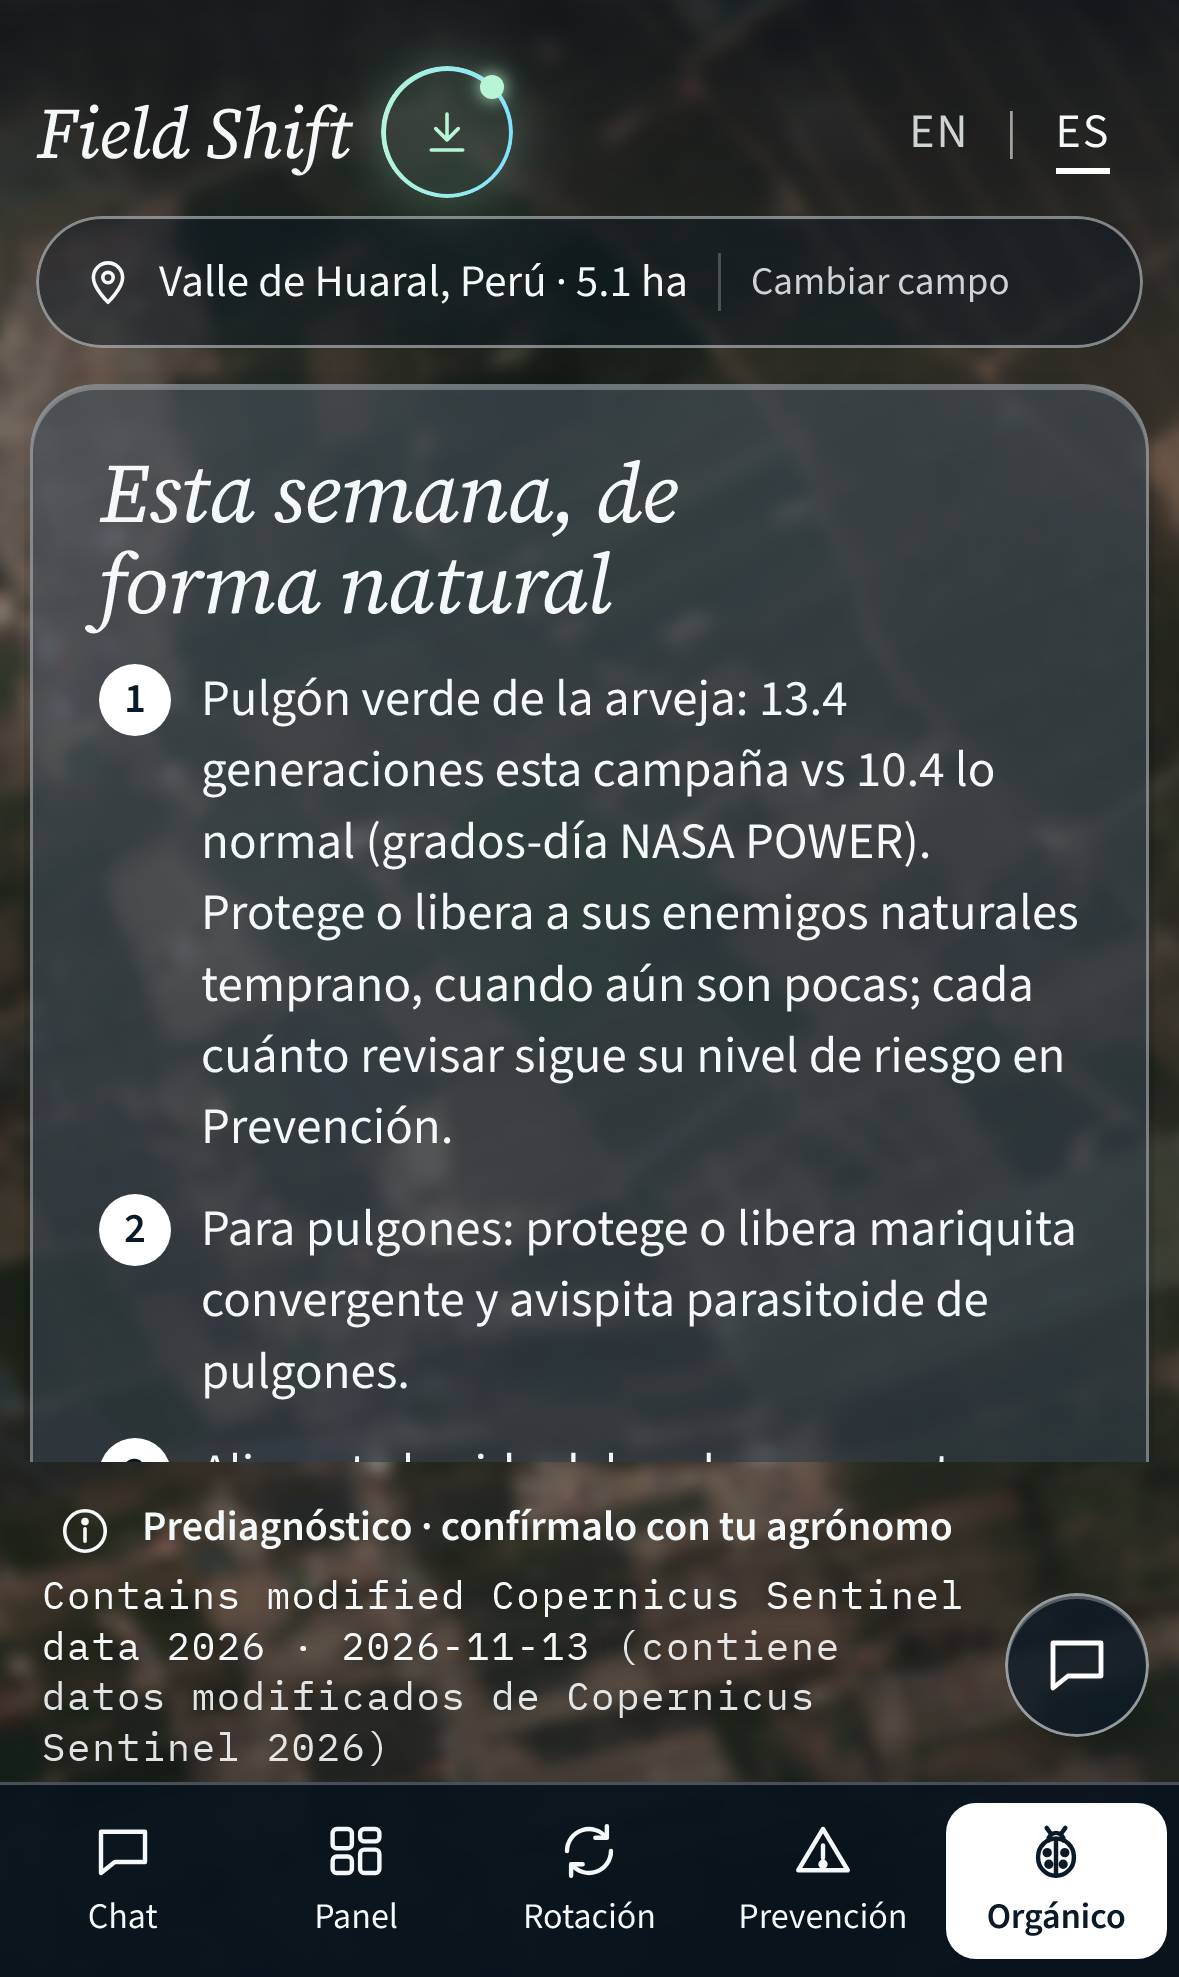 Field Shift
EN | ES
Valle de Huaral, Perú · 5.1 ha | Cambiar campo
Esta semana, de
forma natural
1 Pulgón verde de la arveja: 13.4
generaciones esta campaña vs 10.4 lo
normal (grados-día NASA POWER).
Protege o libera a sus enemigos naturales
temprano, cuando aún son pocas; cada
cuánto revisar sigue su nivel de riesgo en
Prevención.
2 Para pulgones: protege o libera mariquita
convergente y avispita parasitoide de
pulgones.
Prediagnóstico · confírmalo con tu agrónomo
Contains modified Copernicus Sentinel
data 2026 · 2026-11-13 (contiene
datos modificados de Copernicus
Sentinel 2026)
Chat Panel Rotación Prevención Orgánico